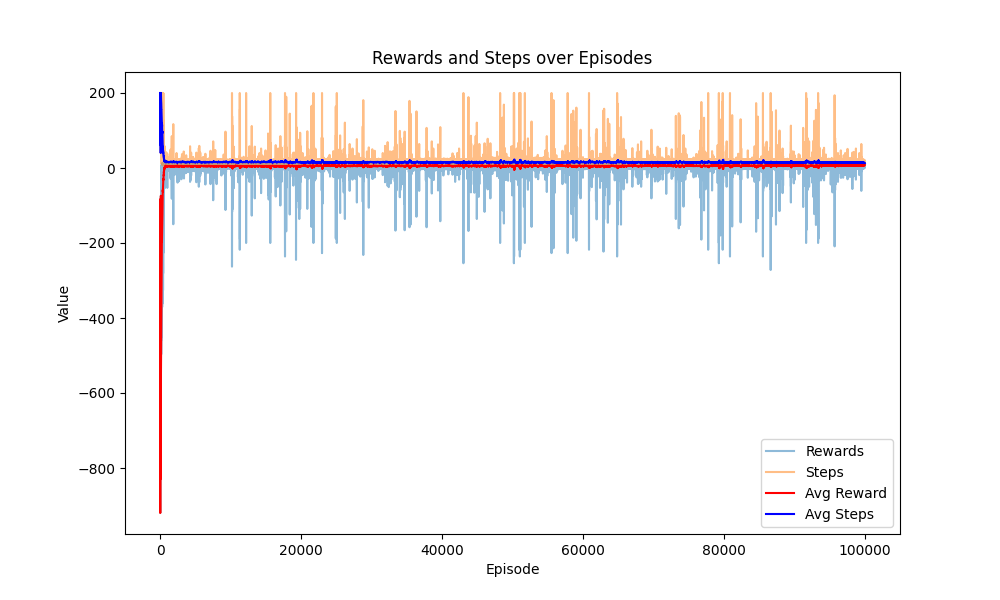 Rewards and Steps over Episodes
200
0
−200
−400
−600
−800
Value
0
20000
40000
60000
80000
100000
Episode
Rewards
Steps
Avg Reward
Avg Steps